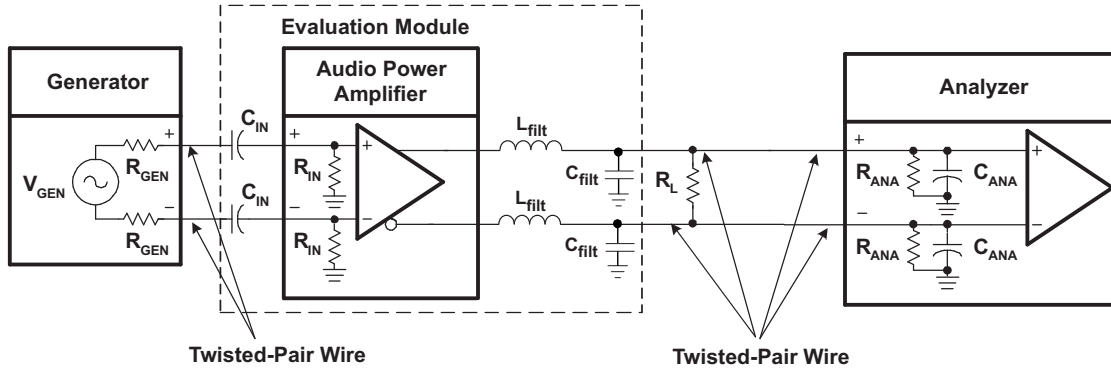 Evaluation Module
Generator
Audio Power
Amplifier
Analyzer
C_IN
L_filt
+
+
+
+
+
R_GEN
R_IN
C_filt
R_L
R_ANA
C_ANA
V_GEN
C_IN
L_filt
−
−
−
−
−
R_GEN
R_IN
C_filt
R_ANA
C_ANA
Twisted-Pair Wire
Twisted-Pair Wire